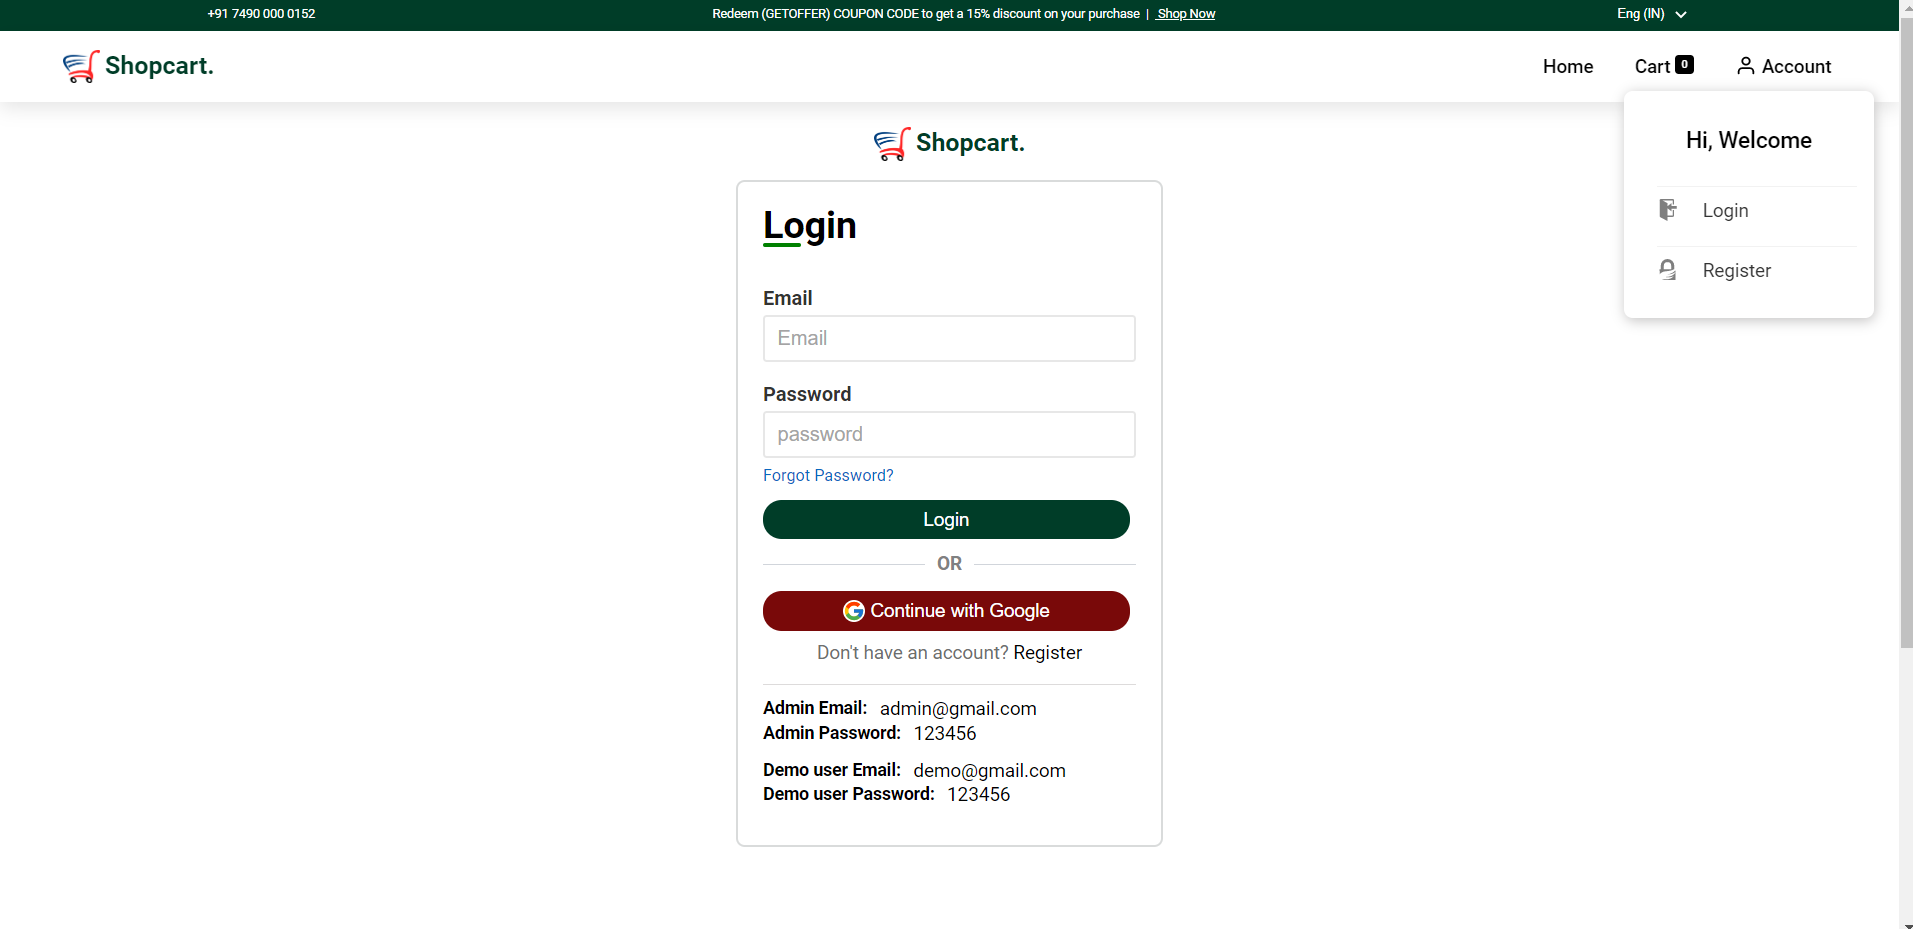 +91 7490 000 0152
Redeem (GETOFFER) COUPON CODE to get a 15% discount on your purchase | Shop Now
Eng (IN)
Shopcart.
Home
Cart 0
Account
Hi, Welcome
Login
Register
Shopcart.
Login
Email
Email
Password
password
Forgot Password?
Login
OR
Continue with Google
Don't have an account? Register
Admin Email: admin@gmail.com
Admin Password: 123456
Demo user Email: demo@gmail.com
Demo user Password: 123456